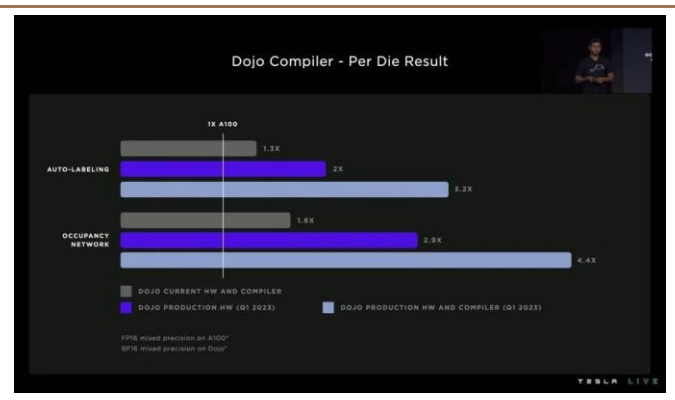 Dojo Compiler - Per Die Result
1X A100
1.3X
AUTO-LABELING
2X
3.2X
1.6X
OCCUPANCY
NETWORK
2.9X
4.4X
DOJO CURRENT HW AND COMPILER
DOJO PRODUCTION HW (Q1 2023)
DOJO PRODUCTION HW AND COMPILER (Q1 2023)
FP16 mixed precision on A100*
BF16 mixed precision on Dojo*
TESLA LIVE